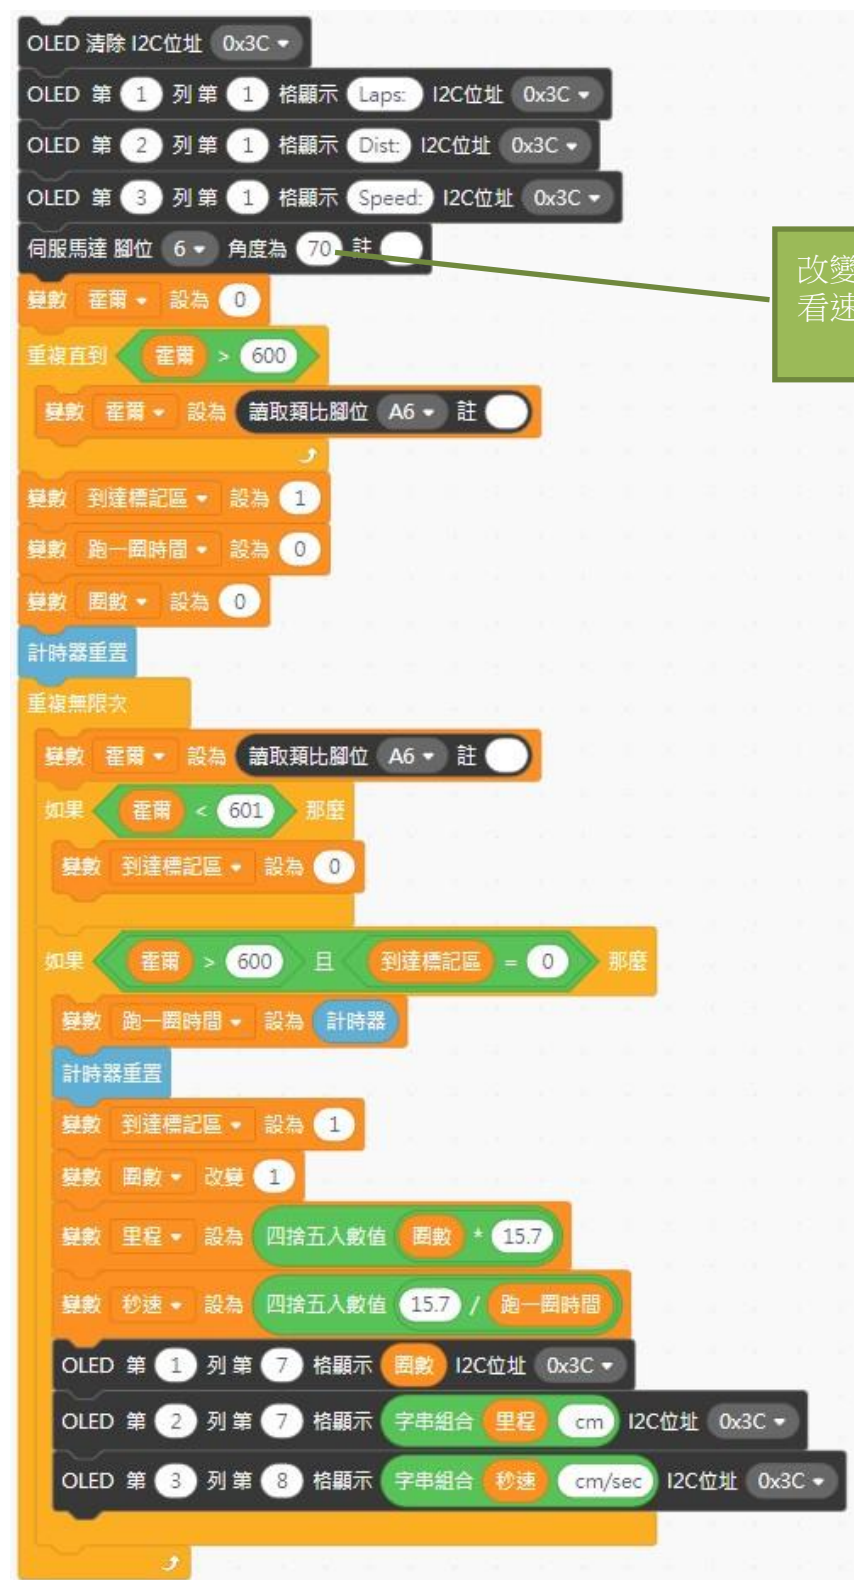 OLED 清除 I2C位址 0x3C
OLED 第 1 列 第 1 格顯示 Laps: I2C位址 0x3C
OLED 第 2 列 第 1 格顯示 Dist: I2C位址 0x3C
OLED 第 3 列 第 1 格顯示 Speed: I2C位址 0x3C
伺服馬達 腳位 6 角度為 70 註
改變
看速
變數 霍爾 設為 0
重複直到 霍爾 > 600
變數 霍爾 設為 讀取類比腳位 A6 註
變數 到達標記區 設為 1
變數 跑一圈時間 設為 0
變數 圈數 設為 0
計時器重置
重複無限次
變數 霍爾 設為 讀取類比腳位 A6 註
如果 霍爾 < 601 那麼
變數 到達標記區 設為 0
如果 霍爾 > 600 且 到達標記區 = 0 那麼
變數 跑一圈時間 設為 計時器
計時器重置
變數 到達標記區 設為 1
變數 圈數 改變 1
變數 里程 設為 四捨五入數值 圈數 * 15.7
變數 秒速 設為 四捨五入數值 15.7 / 跑一圈時間
OLED 第 1 列 第 7 格顯示 圈數 I2C位址 0x3C
OLED 第 2 列 第 7 格顯示 字串組合 里程 cm I2C位址 0x3C
OLED 第 3 列 第 8 格顯示 字串組合 秒速 cm/sec I2C位址 0x3C